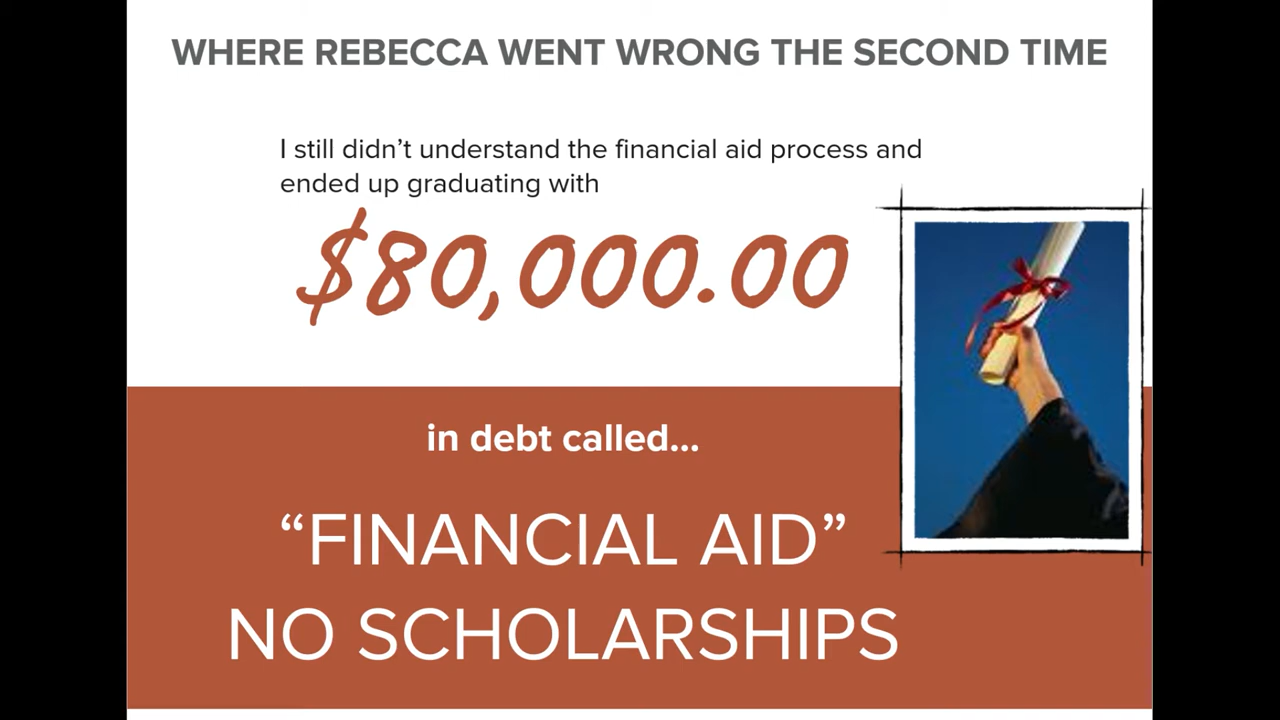 WHERE REBECCA WENT WRONG THE SECOND TIME
I still didn’t understand the financial aid process and
ended up graduating with
$80,000.00
in debt called...
“FINANCIAL AID”
NO SCHOLARSHIPS